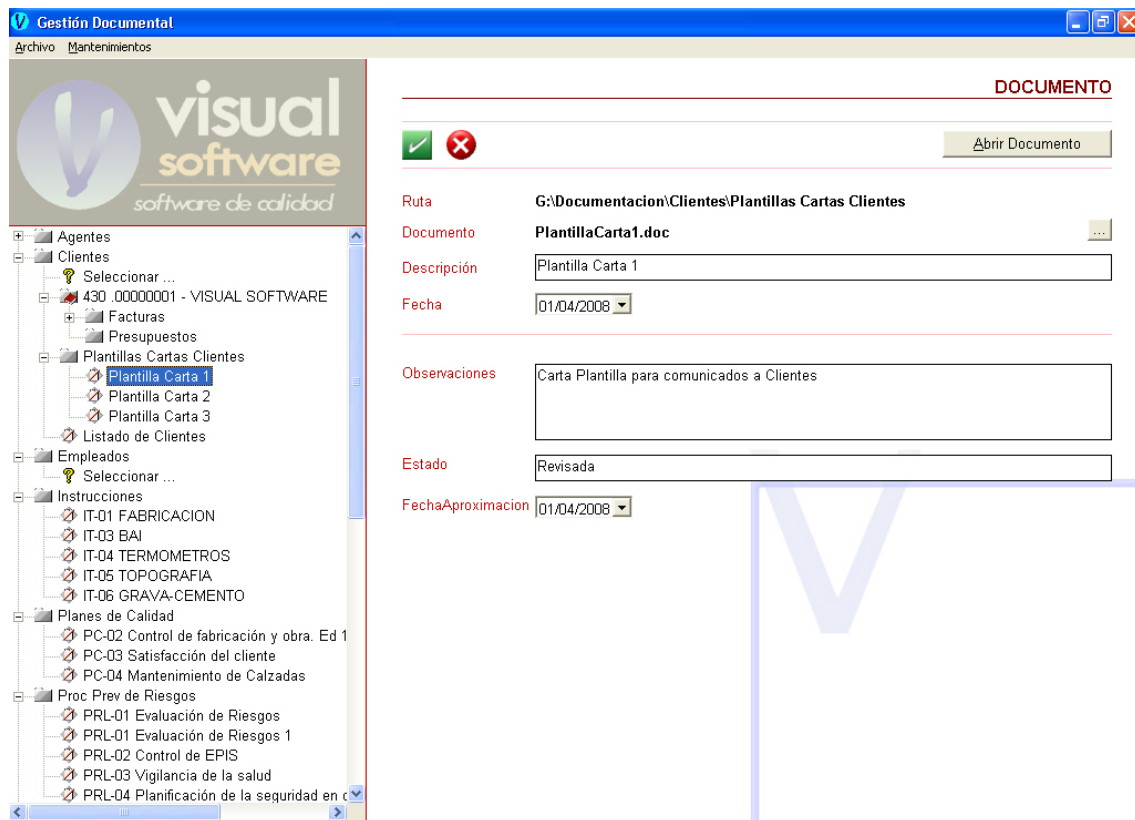 Gestión Documental
Archivo Mantenimientos
visual
software
software de calidad
Agentes
Clientes
Seleccionar ...
430 .00000001 - VISUAL SOFTWARE
Facturas
Presupuestos
Plantillas Cartas Clientes
Plantilla Carta 1
Plantilla Carta 2
Plantilla Carta 3
Listado de Clientes
Empleados
Seleccionar ...
Instrucciones
IT-01 FABRICACION
IT-03 BAI
IT-04 TERMOMETROS
IT-05 TOPOGRAFIA
IT-06 GRAVA-CEMENTO
Planes de Calidad
PC-02 Control de fabricación y obra. Ed 1
PC-03 Satisfacción del cliente
PC-04 Mantenimiento de Calzadas
Proc Prev de Riesgos
PRL-01 Evaluación de Riesgos
PRL-01 Evaluación de Riesgos 1
PRL-02 Control de EPIS
PRL-03 Vigilancia de la salud
PRL-04 Planificación de la seguridad en
DOCUMENTO
Abrir Documento
Ruta G:\Documentacion\Clientes\Plantillas Cartas Clientes
Documento PlantillaCarta1.doc ...
Descripción Plantilla Carta 1
Fecha 01/04/2008
Observaciones Carta Plantilla para comunicados a Clientes
Estado Revisada
FechaAproximacion 01/04/2008